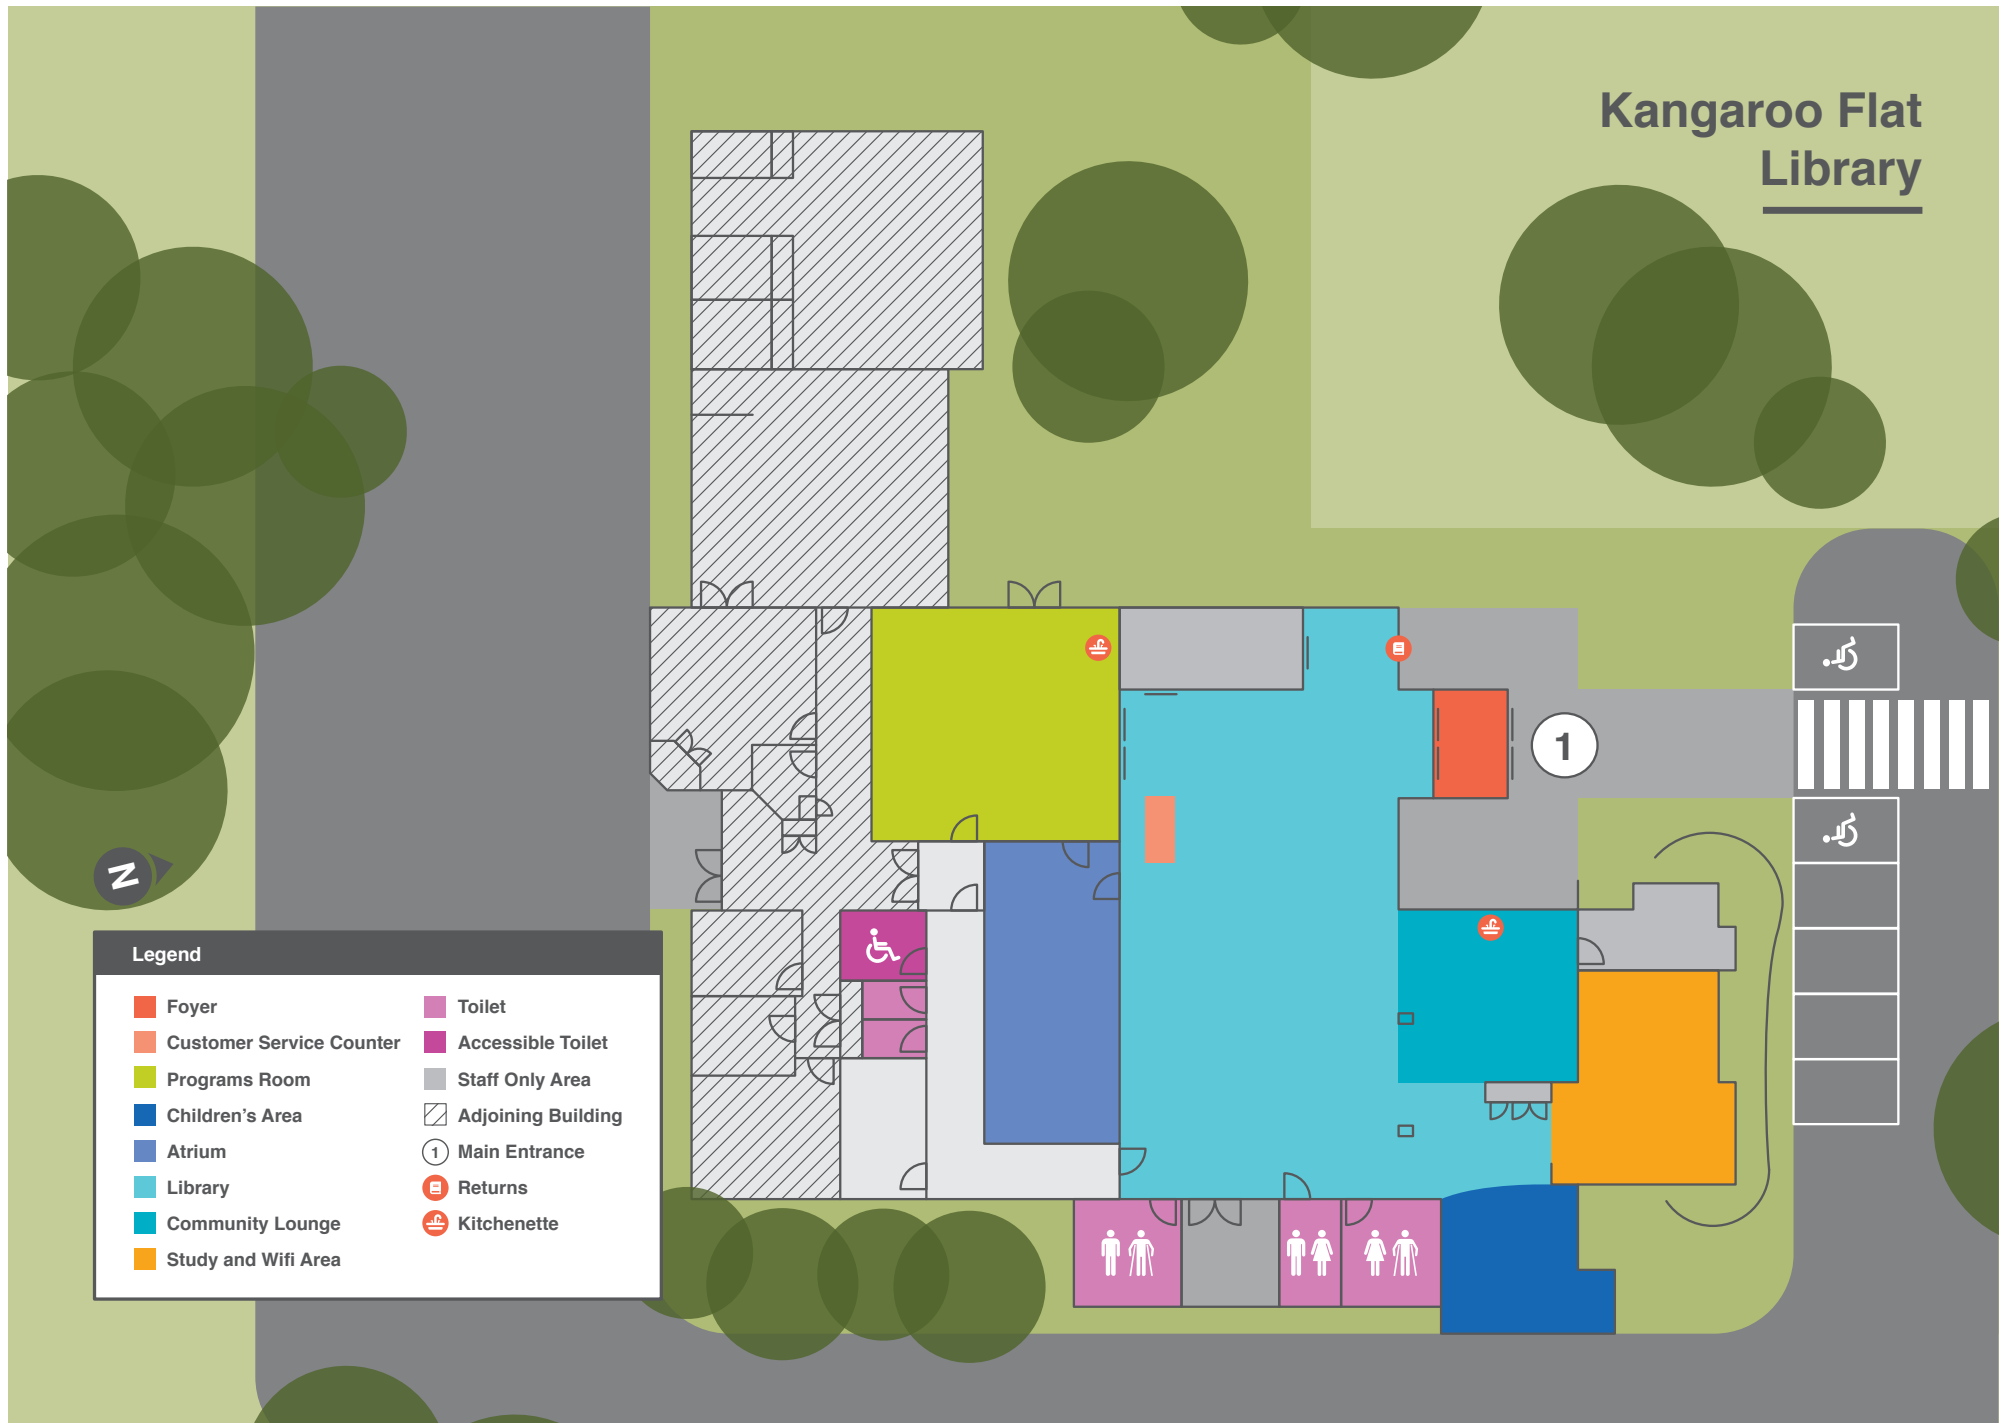 Kangaroo Flat
Library
1
N
Legend
Foyer
Customer Service Counter
Programs Room
Children’s Area
Atrium
Library
Community Lounge
Study and Wifi Area
Toilet
Accessible Toilet
Staff Only Area
Adjoining Building
1 Main Entrance
Returns
Kitchenette